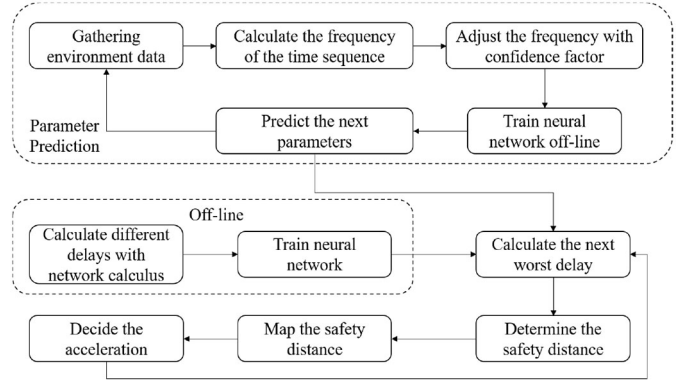 Gathering
environment data
Calculate the frequency
of the time sequence
Adjust the frequency with
confidence factor
Parameter
Prediction
Predict the next
parameters
Train neural
network off-line
Off-line
Calculate different
delays with
network calculus
Train neural
network
Calculate the next
worst delay
Decide the
acceleration
Map the safety
distance
Determine the
safety distance